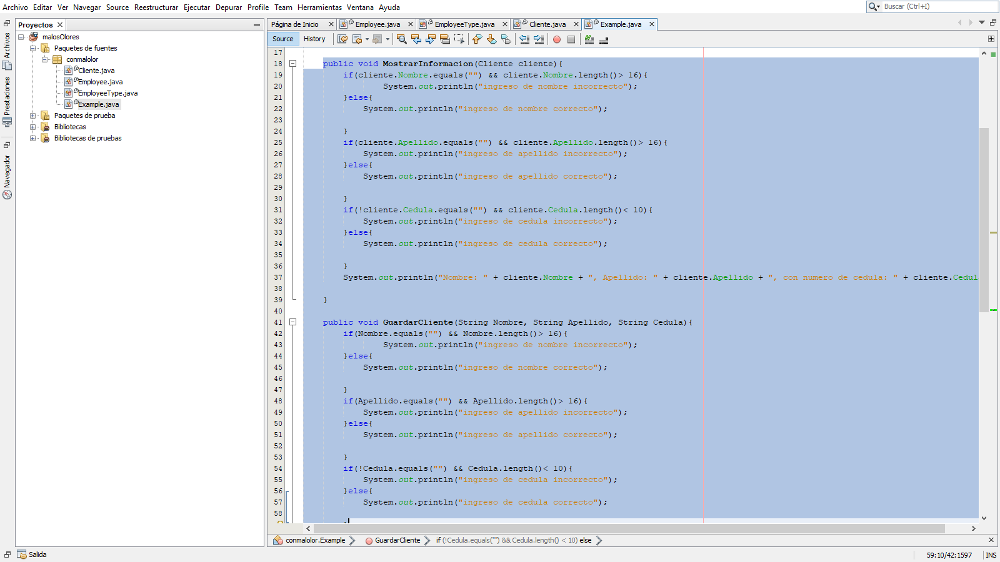 Archivo Editar Ver Navegar Source Reestructurar Ejecutar Depurar Profile Team Herramientas Ventana Ayuda
Buscar (Ctrl+I)
Archivos
Prestaciones
Navegador
Proyectos
malosOlores
Paquetes de fuentes
conmalolor
Cliente.java
Employee.java
EmployeeType.java
Example.java
Paquetes de prueba
Bibliotecas
Bibliotecas de pruebas
Página de Inicio Employee.java EmployeeType.java Cliente.java Example.java
Source History
17
18 public void MostrarInformacion(Cliente cliente){
19 if(cliente.Nombre.equals("") && cliente.Nombre.length()> 16){
20 System.out.println("ingreso de nombre incorrecto");
21 }else{
22 System.out.println("ingreso de nombre correcto");
23
24 }
25 if(cliente.Apellido.equals("") && cliente.Apellido.length()> 16){
26 System.out.println("ingreso de apellido incorrecto");
27 }else{
28 System.out.println("ingreso de apellido correcto");
29
30 }
31 if(!cliente.Cedula.equals("") && cliente.Cedula.length()< 10){
32 System.out.println("ingreso de cedula incorrecto");
33 }else{
34 System.out.println("ingreso de cedula correcto");
35
36 }
37 System.out.println("Nombre: " + cliente.Nombre + ", Apellido: " + cliente.Apellido + ", con numero de cedula: " + cliente.Cedul
38
39 }
40
41 public void GuardarCliente(String Nombre, String Apellido, String Cedula){
42 if(Nombre.equals("") && Nombre.length()> 16){
43 System.out.println("ingreso de nombre incorrecto");
44 }else{
45 System.out.println("ingreso de nombre correcto");
46
47 }
48 if(Apellido.equals("") && Apellido.length()> 16){
49 System.out.println("ingreso de apellido incorrecto");
50 }else{
51 System.out.println("ingreso de apellido correcto");
52
53 }
54 if(!Cedula.equals("") && Cedula.length()< 10){
55 System.out.println("ingreso de cedula incorrecto");
56 }else{
57 System.out.println("ingreso de cedula correcto");
58
}
conmalolor.Example GuardarCliente if (!Cedula.equals("") && Cedula.length() < 10) else
Salida
59:10/42:1597 INS